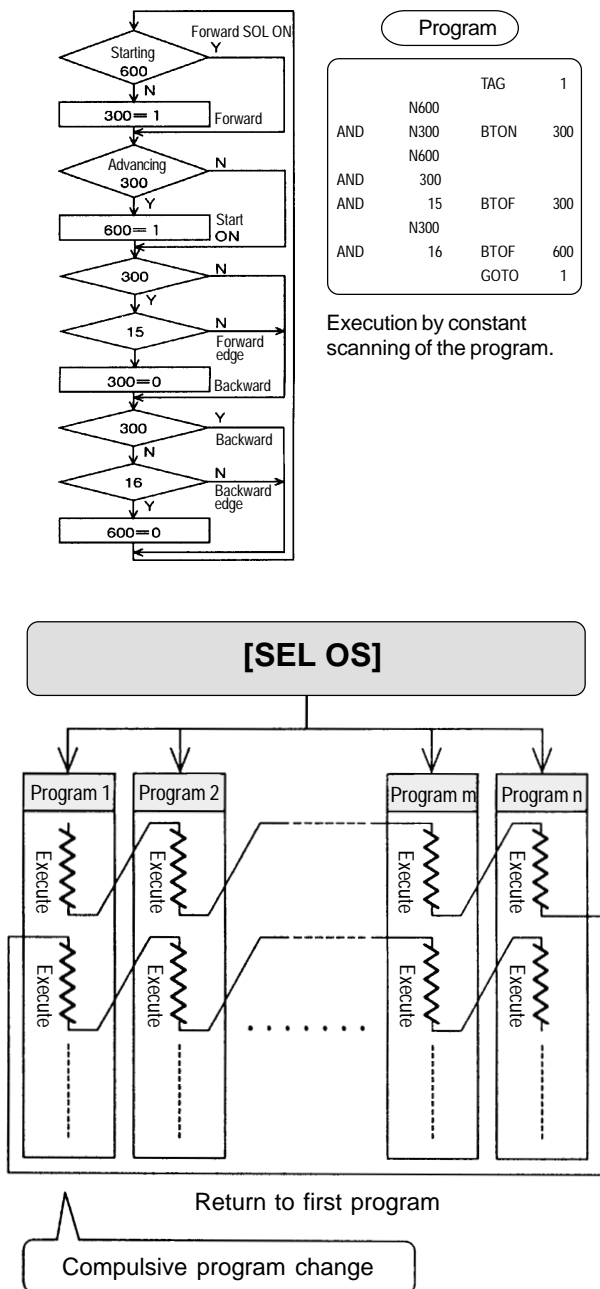 Forward SOL ON
Starting
600
Y
N
300=1
Forward
Advancing
300
N
Y
600=1
Start
ON
300
N
Y
15
N
Forward
edge
300=0
Backward
300
Y
Backward
N
16
N
Backward
edge
Y
600=0
Program
TAG 1
N600
AND N300 BTON 300
N600
AND 300
AND 15 BTOF 300
N300
AND 16 BTOF 600
GOTO 1
Execution by constant
scanning of the program.
[SEL OS]
Program 1 Program 2 Program m Program n
Execute Execute Execute Execute
Execute Execute Execute Execute
Return to first program
Compulsive program change